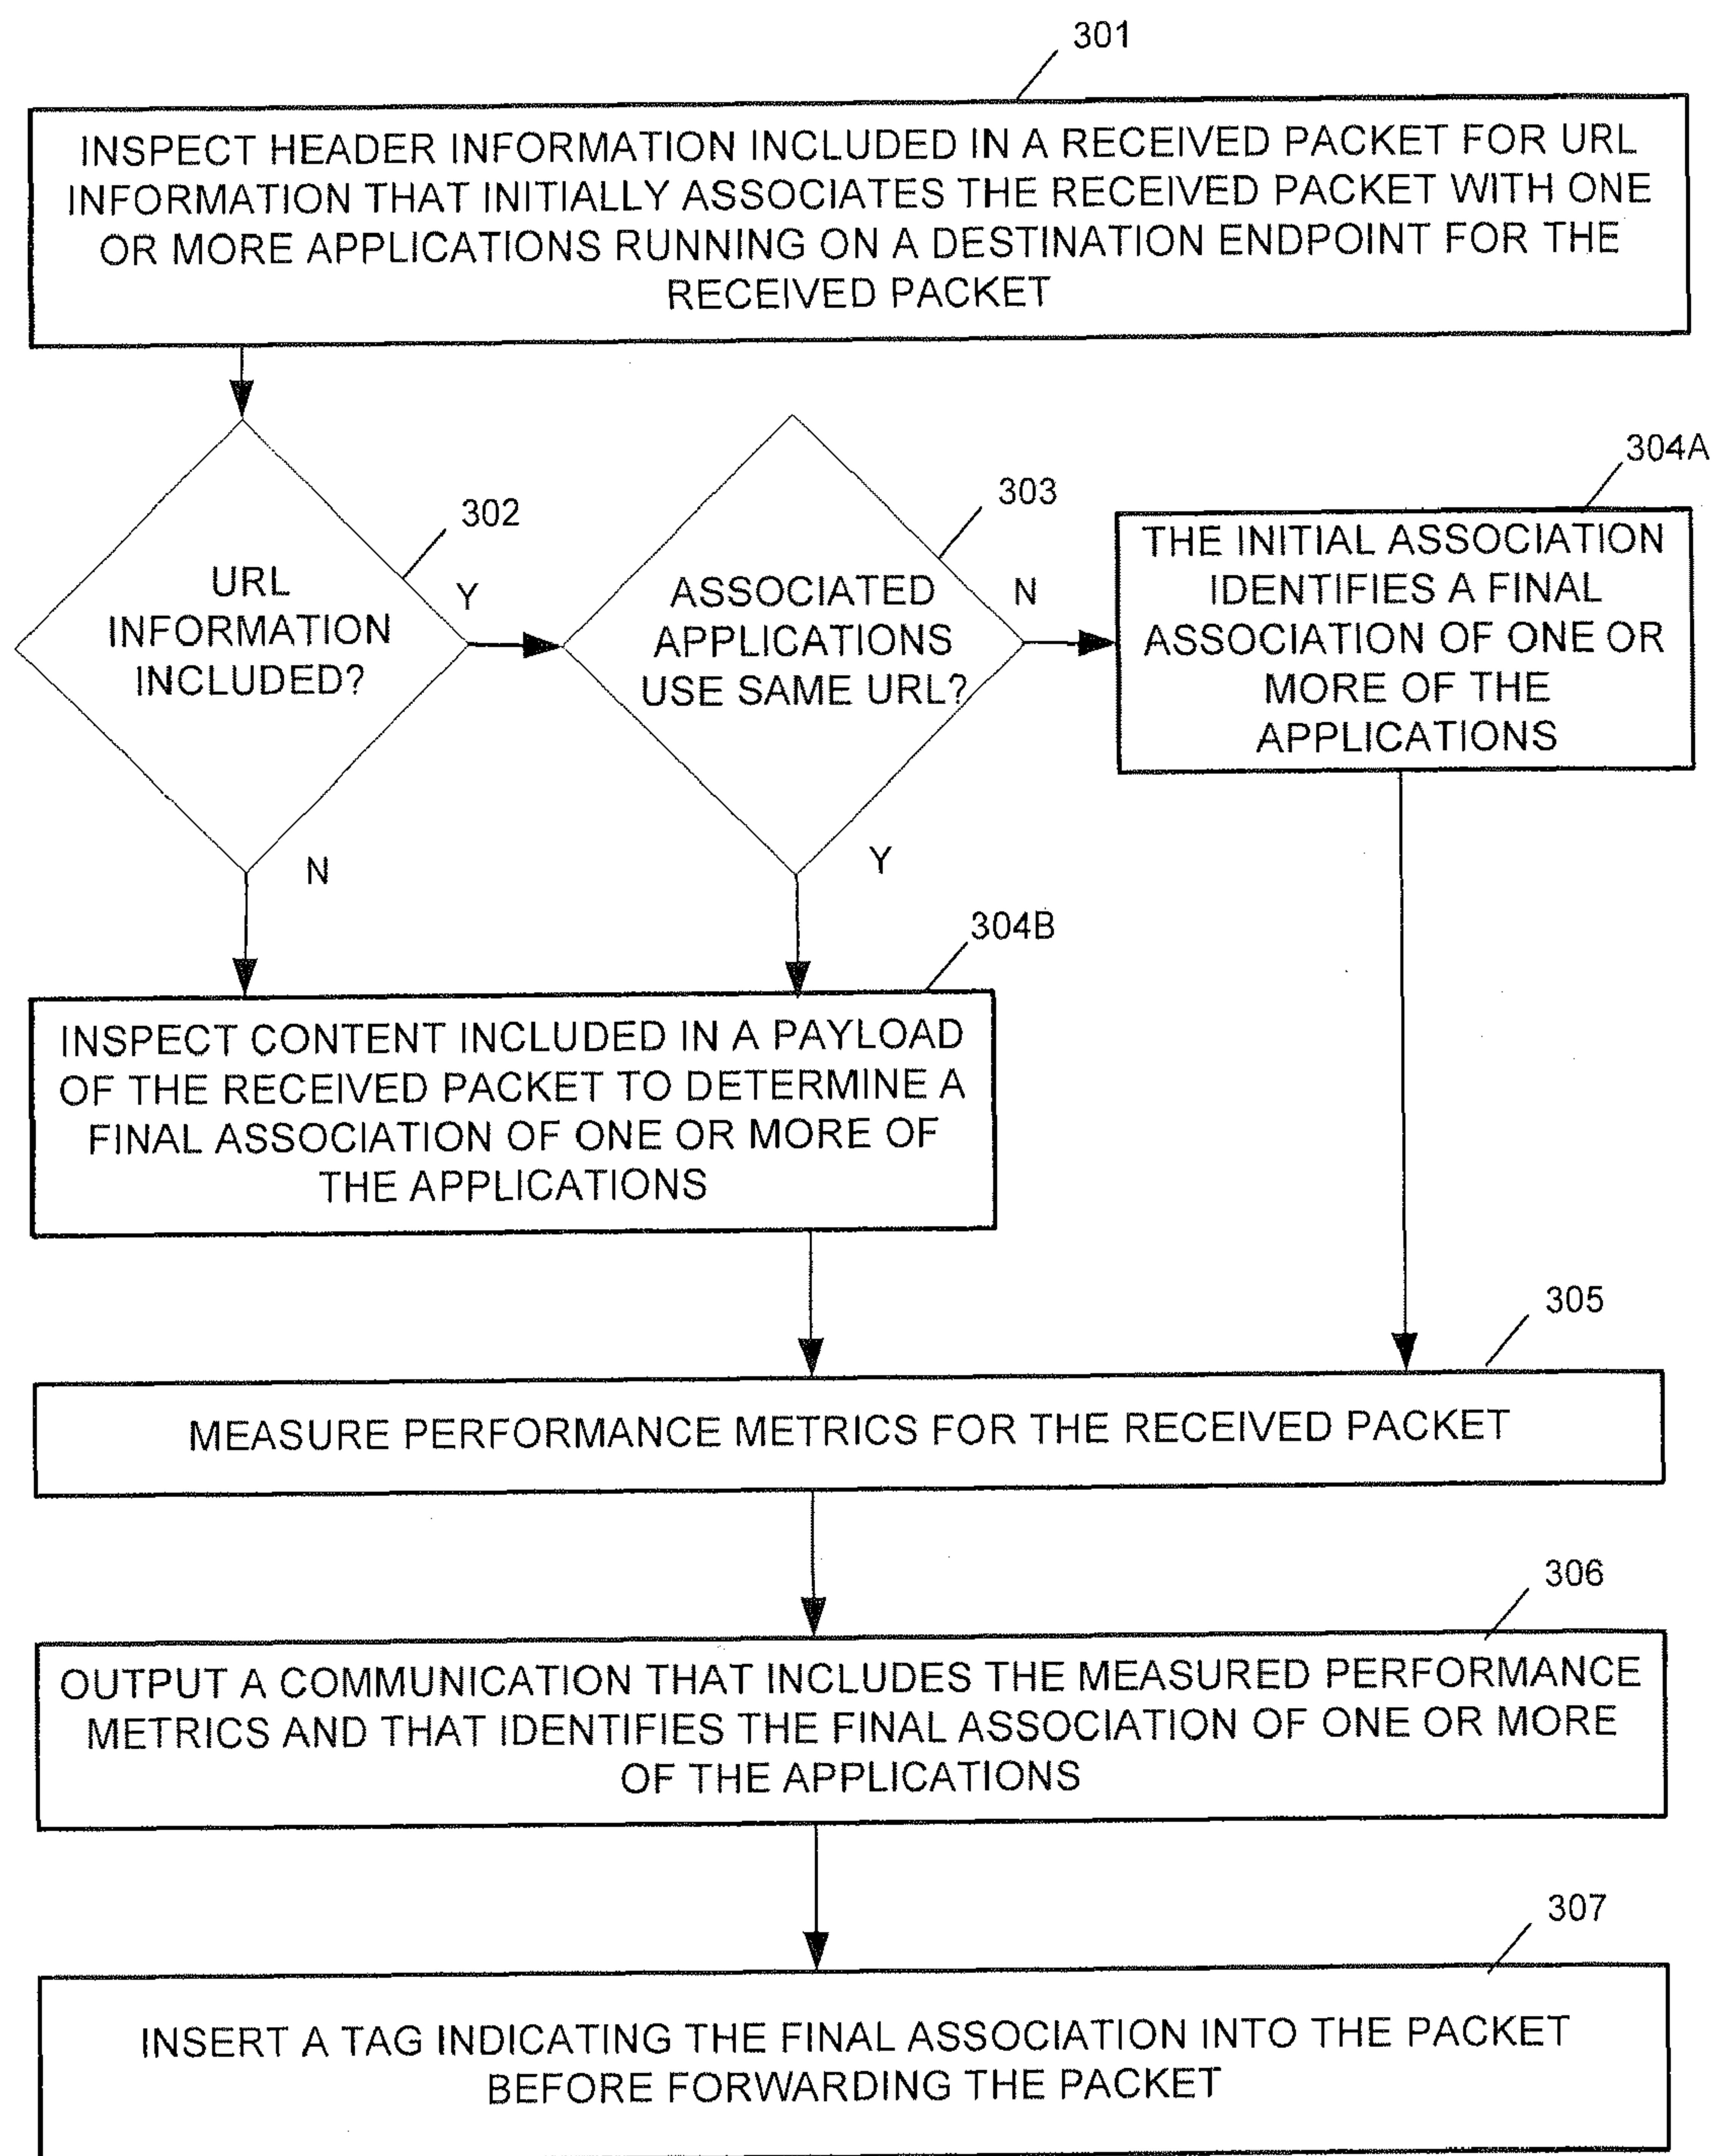 301
INSPECT HEADER INFORMATION INCLUDED IN A RECEIVED PACKET FOR URL
INFORMATION THAT INITIALLY ASSOCIATES THE RECEIVED PACKET WITH ONE
OR MORE APPLICATIONS RUNNING ON A DESTINATION ENDPOINT FOR THE
RECEIVED PACKET
302
URL
INFORMATION
INCLUDED?
Y
N
303
ASSOCIATED
APPLICATIONS
USE SAME URL?
N
Y
304A
THE INITIAL ASSOCIATION
IDENTIFIES A FINAL
ASSOCIATION OF ONE OR
MORE OF THE
APPLICATIONS
304B
INSPECT CONTENT INCLUDED IN A PAYLOAD
OF THE RECEIVED PACKET TO DETERMINE A
FINAL ASSOCIATION OF ONE OR MORE OF
THE APPLICATIONS
305
MEASURE PERFORMANCE METRICS FOR THE RECEIVED PACKET
306
OUTPUT A COMMUNICATION THAT INCLUDES THE MEASURED PERFORMANCE
METRICS AND THAT IDENTIFIES THE FINAL ASSOCIATION OF ONE OR MORE
OF THE APPLICATIONS
307
INSERT A TAG INDICATING THE FINAL ASSOCIATION INTO THE PACKET
BEFORE FORWARDING THE PACKET